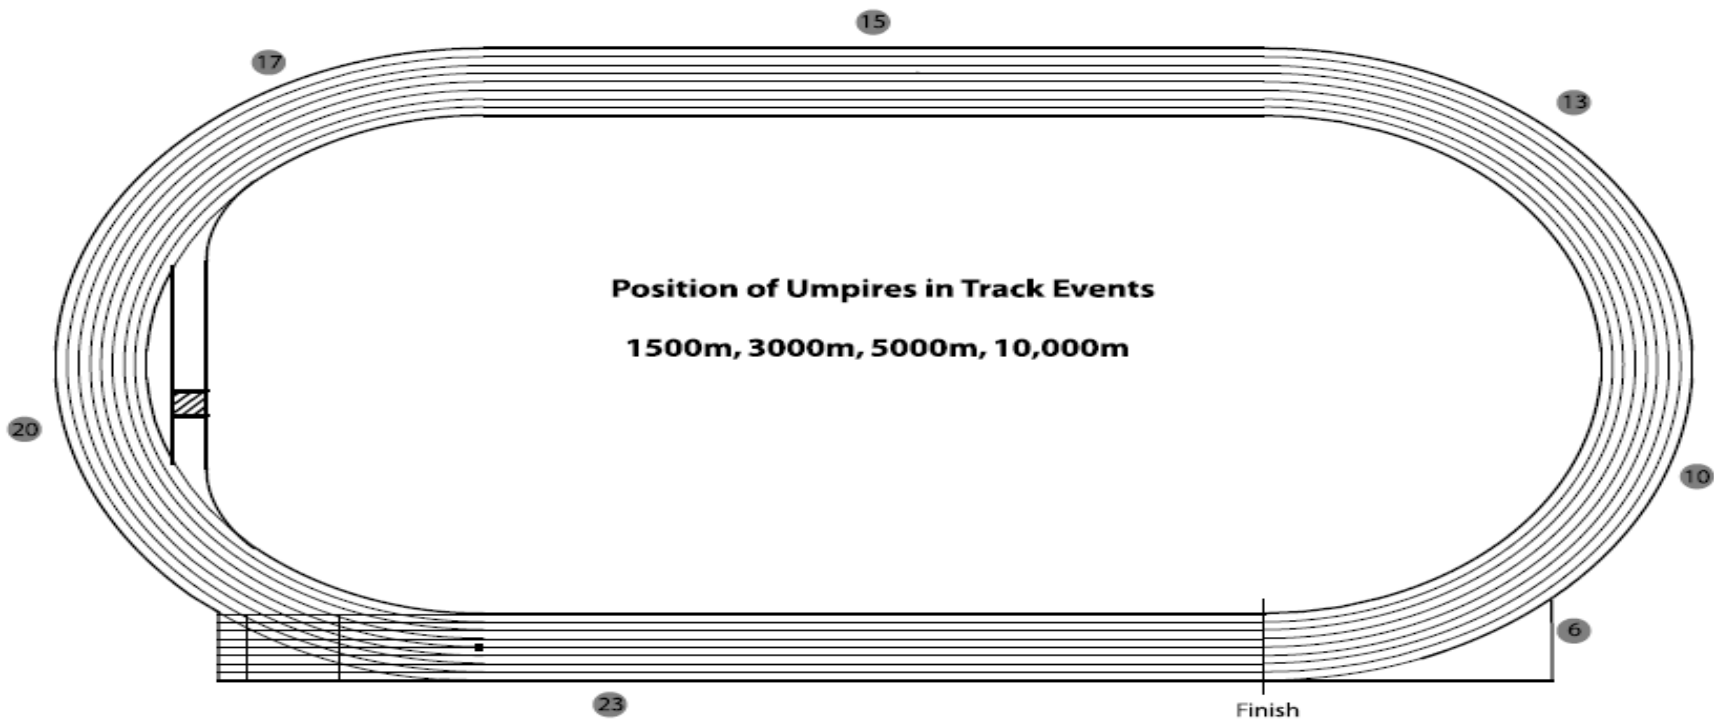 15
17
13
Position of Umpires in Track Events
1500m, 3000m, 5000m, 10,000m
20
10
6
23
Finish